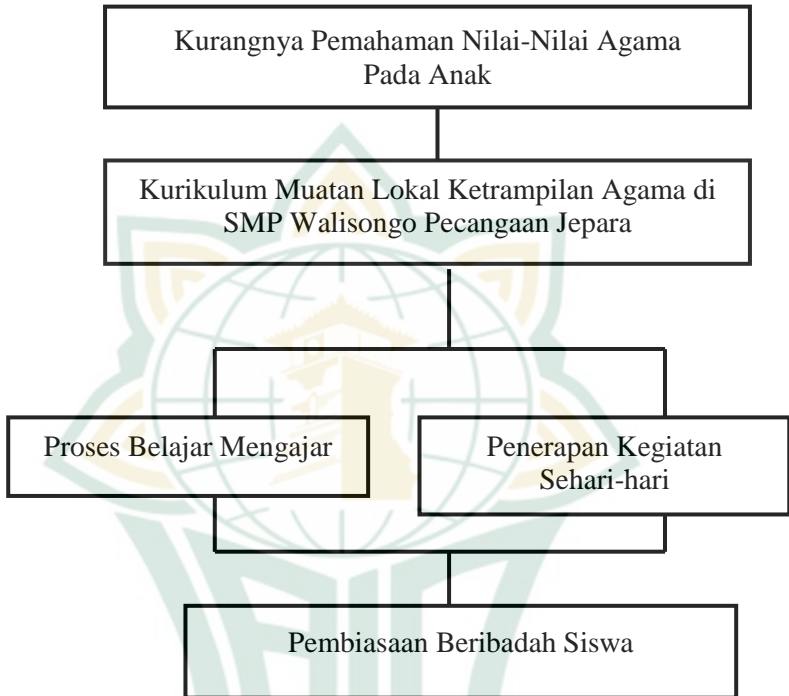 Kurangnya Pemahaman Nilai-Nilai Agama
Pada Anak
Kurikulum Muatan Lokal Ketrampilan Agama di
SMP Walisongo Pecangaan Jepara
Proses Belajar Mengajar
Penerapan Kegiatan
Sehari-hari
Pembiasaan Beribadah Siswa